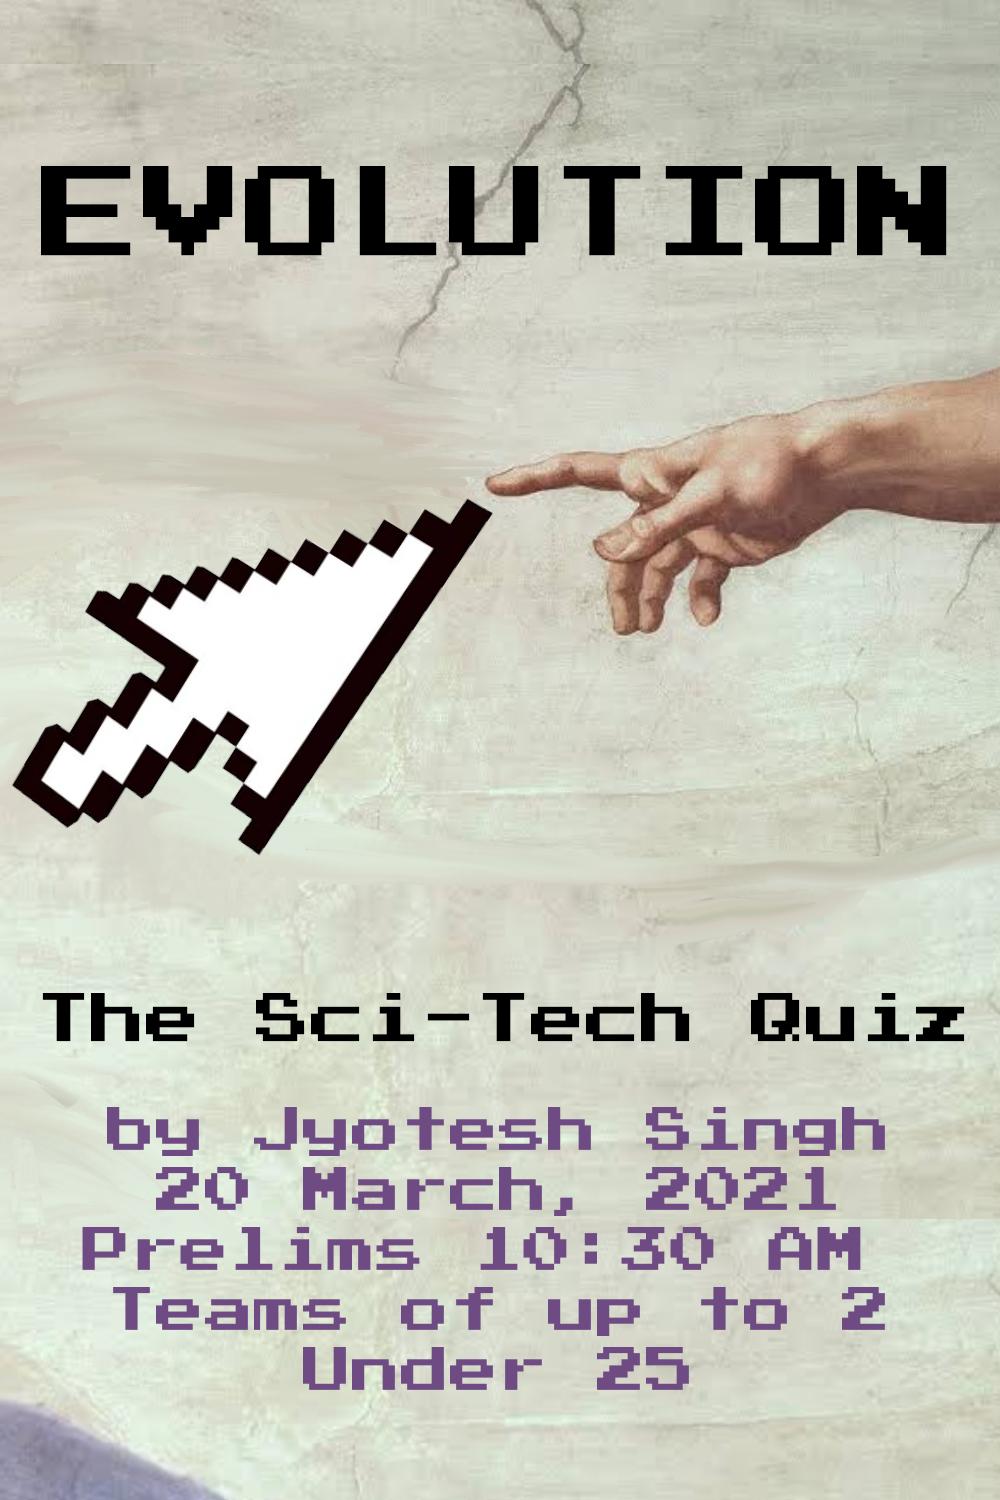 EVOLUTION
The Sci-Tech Quiz
by Jyotesh Singh
20 March, 2021
Prelims 10:30 AM
Teams of up to 2
Under 25